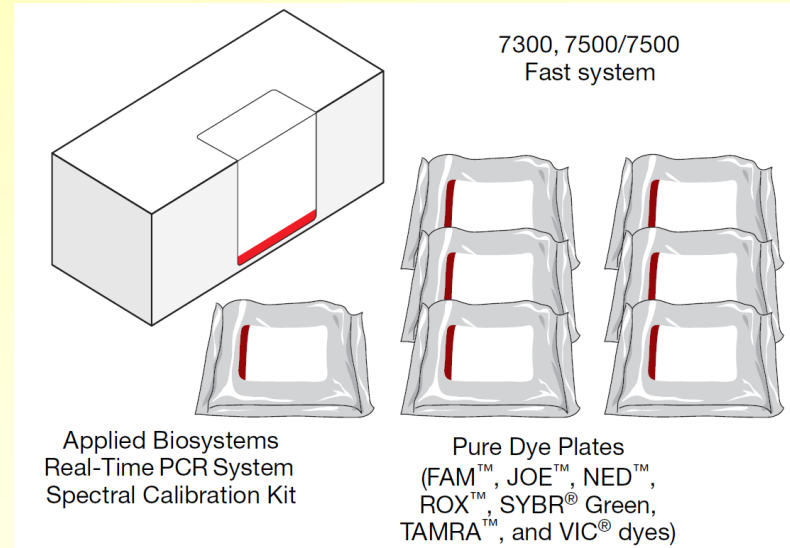 7300, 7500/7500
Fast system
Applied Biosystems
Real-Time PCR System
Spectral Calibration Kit
Pure Dye Plates
(FAM™, JOE™, NED™,
ROX™, SYBR® Green,
TAMRA™, and VIC® dyes)